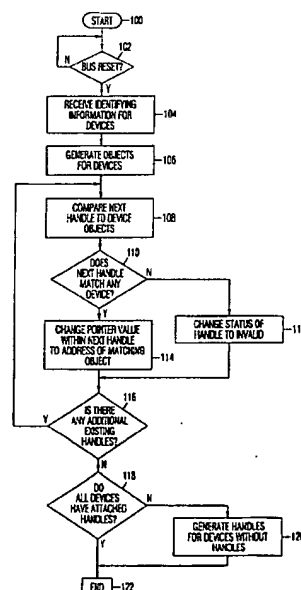 START
100
102
BUS RESET?
N
Y
RECEIVE IDENTIFYING
INFORMATION FOR
DEVICES
104
GENERATE OBJECTS
FOR DEVICES
106
COMPARE NEXT
HANDLE TO DEVICE
OBJECTS
108
110
DOES
NEXT HANDLE
MATCH ANY
DEVICE?
N
Y
CHANGE POINTER VALUE
WITHIN NEXT HANDLE
TO ADDRESS OF MATCHING
OBJECT
114
CHANGE STATUS OF
HANDLE TO INVALID
11
116
IS THERE
ANY ADDITIONAL
EXISTING
HANDLES?
Y
N
118
DO
ALL DEVICES
HAVE ATTACHED
HANDLES?
N
Y
GENERATE HANDLES
FOR DEVICES WITHOUT
HANDLES
120
END
122